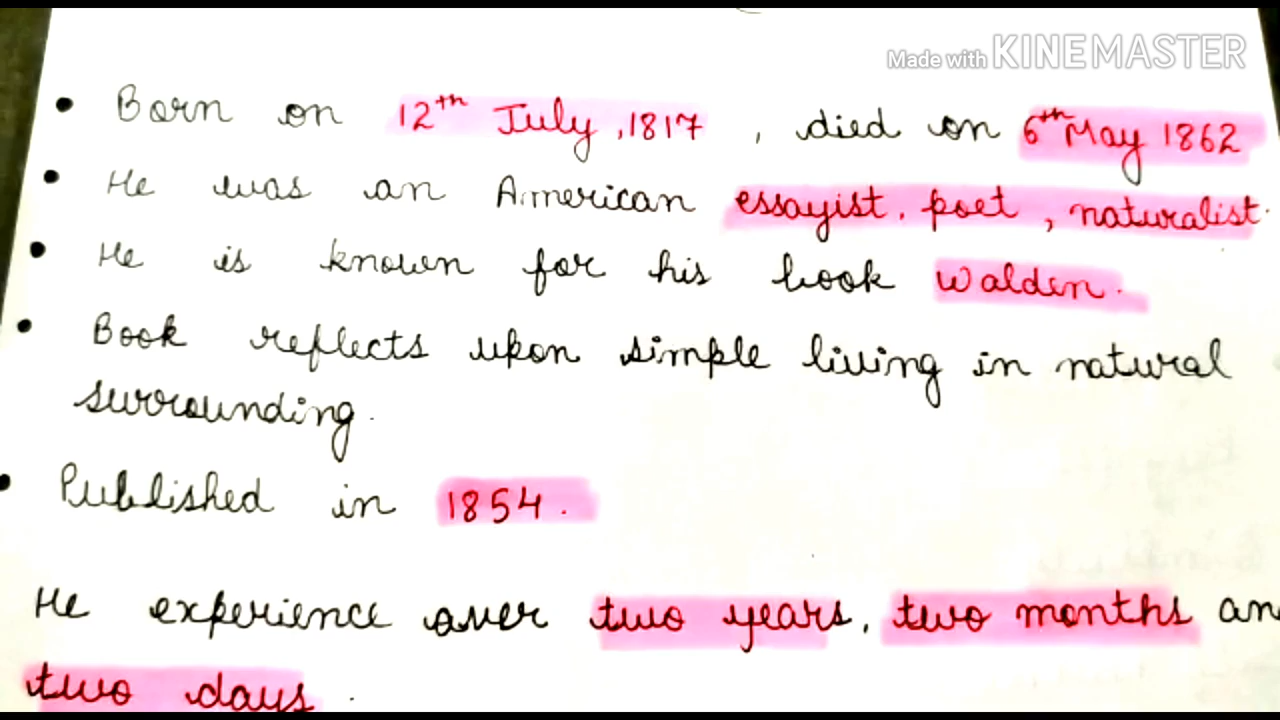 Made with KINEMASTER
• Born on 12th July, 1817, died on 6th May 1862
• He was an American essayist, poet, naturalist.
• He is known for his book Walden.
• Book reflects upon simple living in natural
surrounding.
• Published in 1854.
He experience over two years, two months an
two days.